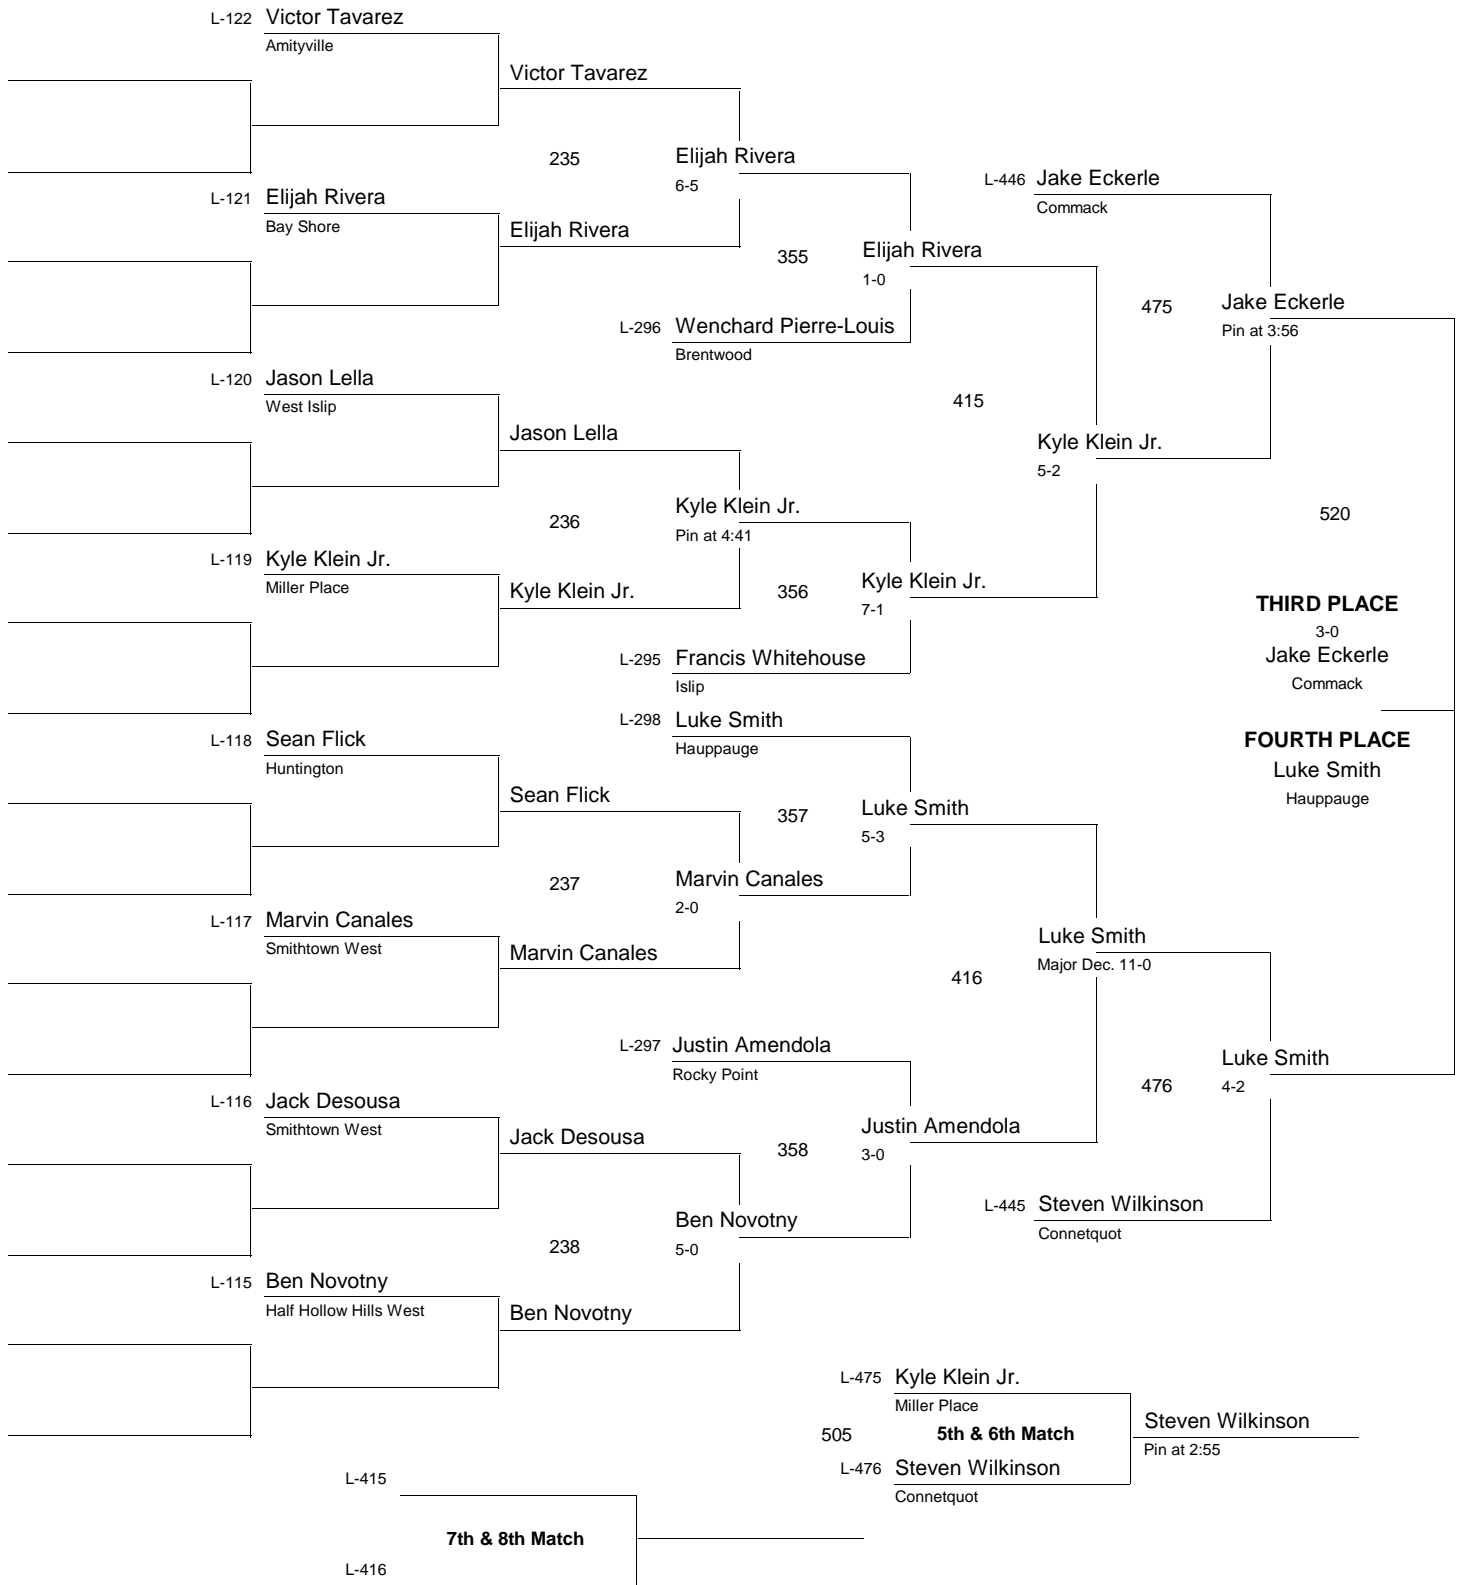 L-122 Victor Tavarez
Amityville
Victor Tavarez
235
Elijah Rivera
6-5
L-121 Elijah Rivera
Bay Shore
Elijah Rivera
355
Elijah Rivera
1-0
L-296 Wenchard Pierre-Louis
Brentwood
L-446 Jake Eckerle
Commack
475
Jake Eckerle
Pin at 3:56
L-120 Jason Lella
West Islip
Jason Lella
415
Kyle Klein Jr.
5-2
236
Kyle Klein Jr.
Pin at 4:41
520
L-119 Kyle Klein Jr.
Miller Place
Kyle Klein Jr.
356
Kyle Klein Jr.
7-1
L-295 Francis Whitehouse
Islip
THIRD PLACE
3-0
Jake Eckerle
Commack
L-298 Luke Smith
Hauppauge
FOURTH PLACE
Luke Smith
Hauppauge
L-118 Sean Flick
Huntington
Sean Flick
357
Luke Smith
5-3
237
Marvin Canales
2-0
L-117 Marvin Canales
Smithtown West
Marvin Canales
416
Luke Smith
Major Dec. 11-0
L-297 Justin Amendola
Rocky Point
476
Luke Smith
4-2
L-116 Jack Desousa
Smithtown West
Jack Desousa
358
Justin Amendola
3-0
L-445 Steven Wilkinson
Connetquot
238
Ben Novotny
5-0
L-115 Ben Novotny
Half Hollow Hills West
Ben Novotny
L-475 Kyle Klein Jr.
Miller Place
505
5th & 6th Match
Steven Wilkinson
Pin at 2:55
L-476 Steven Wilkinson
Connetquot
L-415
7th & 8th Match
L-416